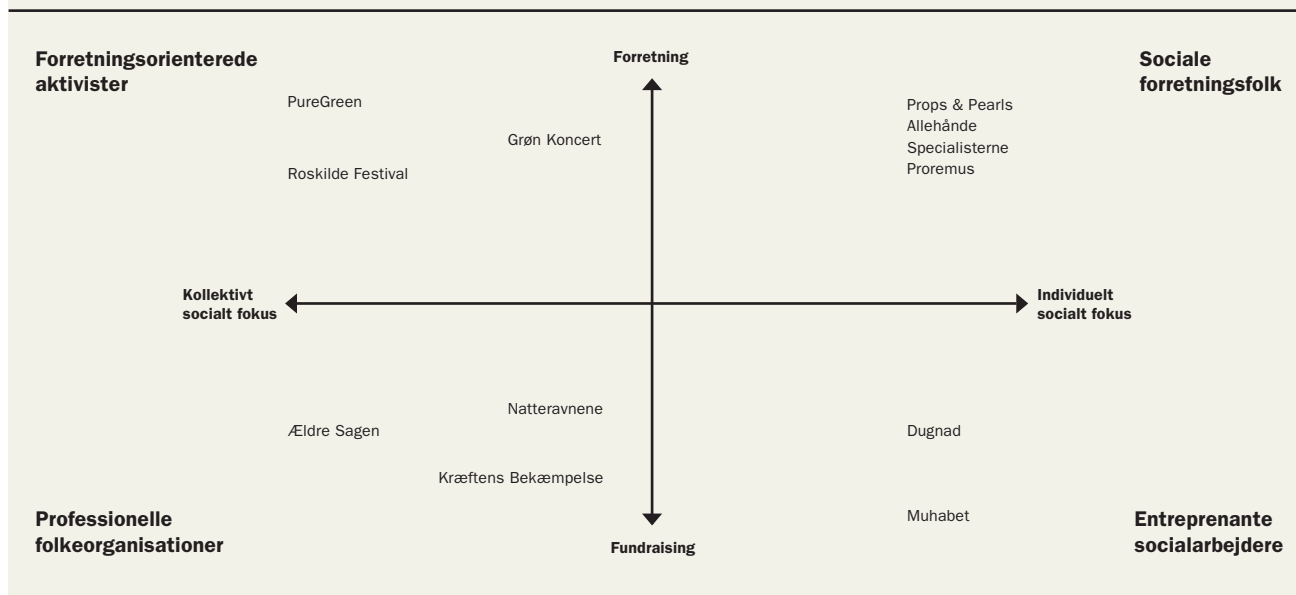 Forretningsorienterede
aktivister
Forretning
Sociale
forretningsfolk
PureGreen
Grøn Koncert
Roskilde Festival
Props & Pearls
Allehånde
Specialisterne
Proremus
Kollektivt
socialt fokus
Individuelt
socialt fokus
Natteravnene
Ældre Sagen
Kræftens Bekæmpelse
Dugnad
Muhabet
Professionelle
folkeorganisationer
Fundraising
Entreprenante
socialarbejdere